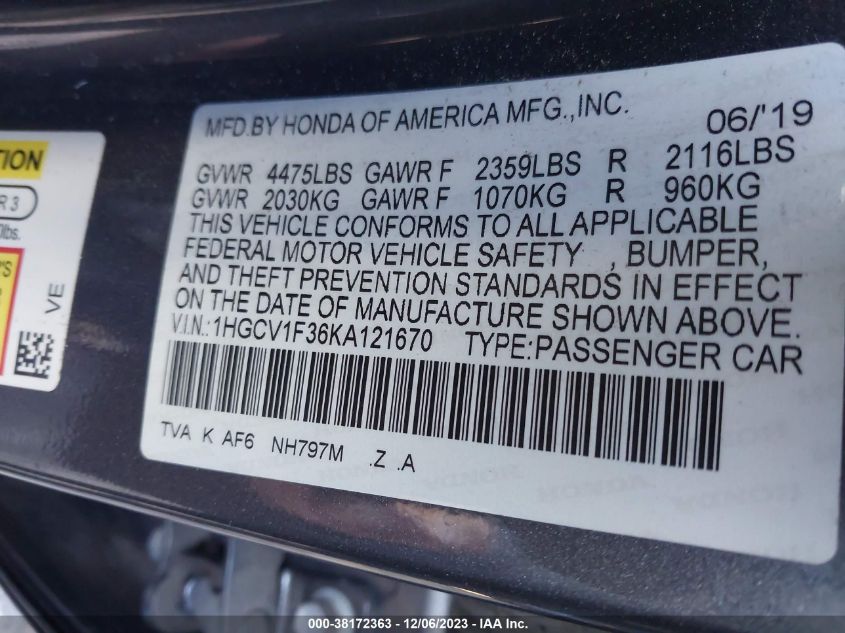 MFD.BY HONDA OF AMERICA MFG.,INC. 06/'19
GVWR 4475LBS GAWR F 2359LBS R 2116LBS
GVWR 2030KG GAWR F 1070KG R 960KG
THIS VEHICLE CONFORMS TO ALL APPLICABLE
FEDERAL MOTOR VEHICLE SAFETY , BUMPER,
AND THEFT PREVENTION STANDARDS IN EFFECT
ON THE DATE OF MANUFACTURE SHOWN ABOVE.
V.I.N.:1HGCV1F36KA121670 TYPE:PASSENGER CAR
TVA K AF6 NH797M .Z .A
HONDA HONDA HONDA
VE
000-38172363 - 12/06/2023 - IAA Inc.